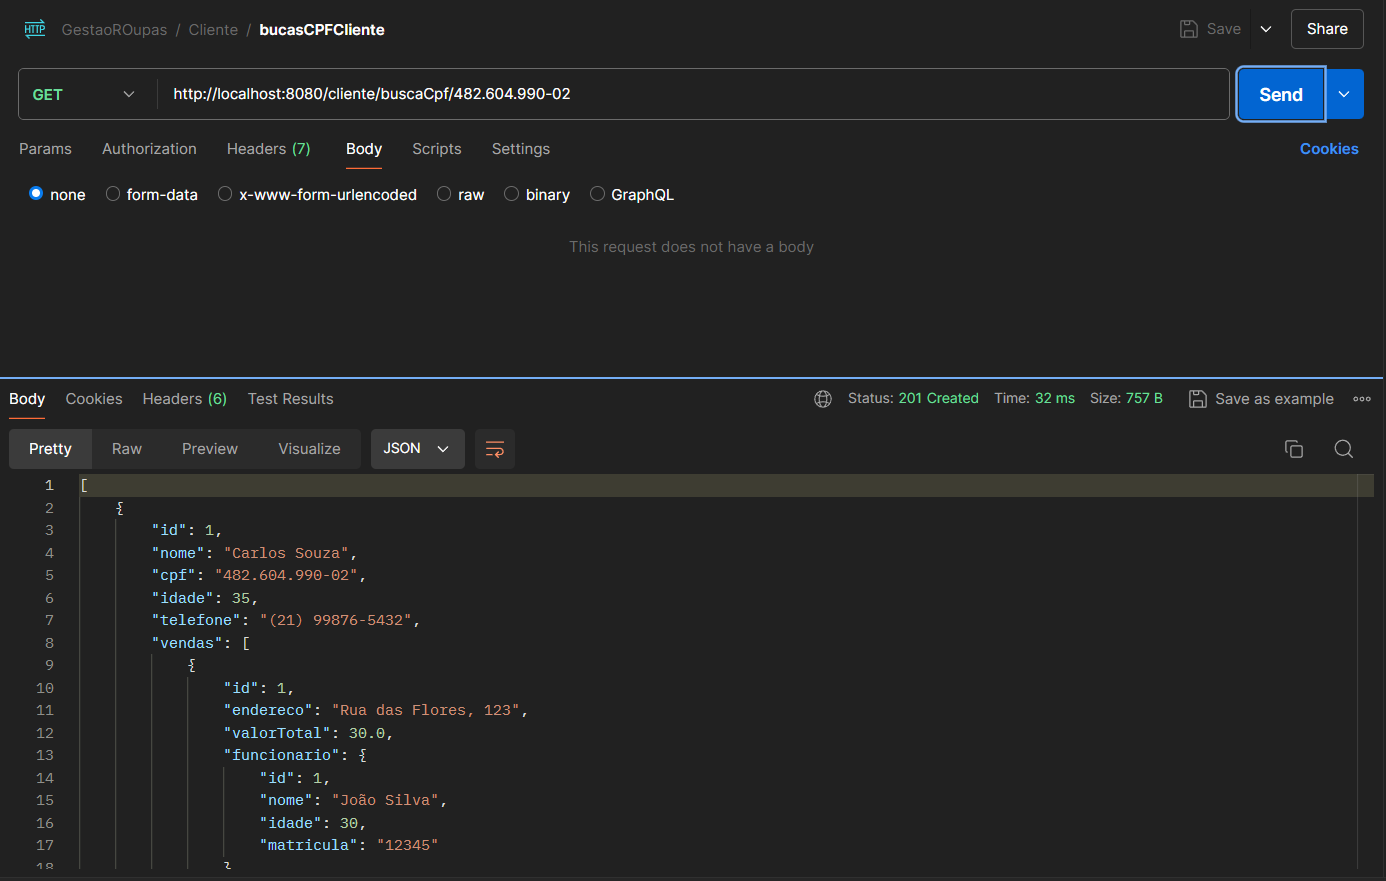 HTTP GestaoROupas / Cliente / bucasCPFCliente Save Share
GET http://localhost:8080/cliente/buscaCpf/482.604.990-02 Send
Params Authorization Headers (7) Body Scripts Settings Cookies
none form-data x-www-form-urlencoded raw binary GraphQL
This request does not have a body
Body Cookies Headers (6) Test Results Status: 201 Created Time: 32 ms Size: 757 B Save as example
Pretty Raw Preview Visualize JSON
1 [
2 {
3 "id": 1,
4 "nome": "Carlos Souza",
5 "cpf": "482.604.990-02",
6 "idade": 35,
7 "telefone": "(21) 99876-5432",
8 "vendas": [
9 {
10 "id": 1,
11 "endereco": "Rua das Flores, 123",
12 "valorTotal": 30.0,
13 "funcionario": {
14 "id": 1,
15 "nome": "João Silva",
16 "idade": 30,
17 "matricula": "12345"
18 }